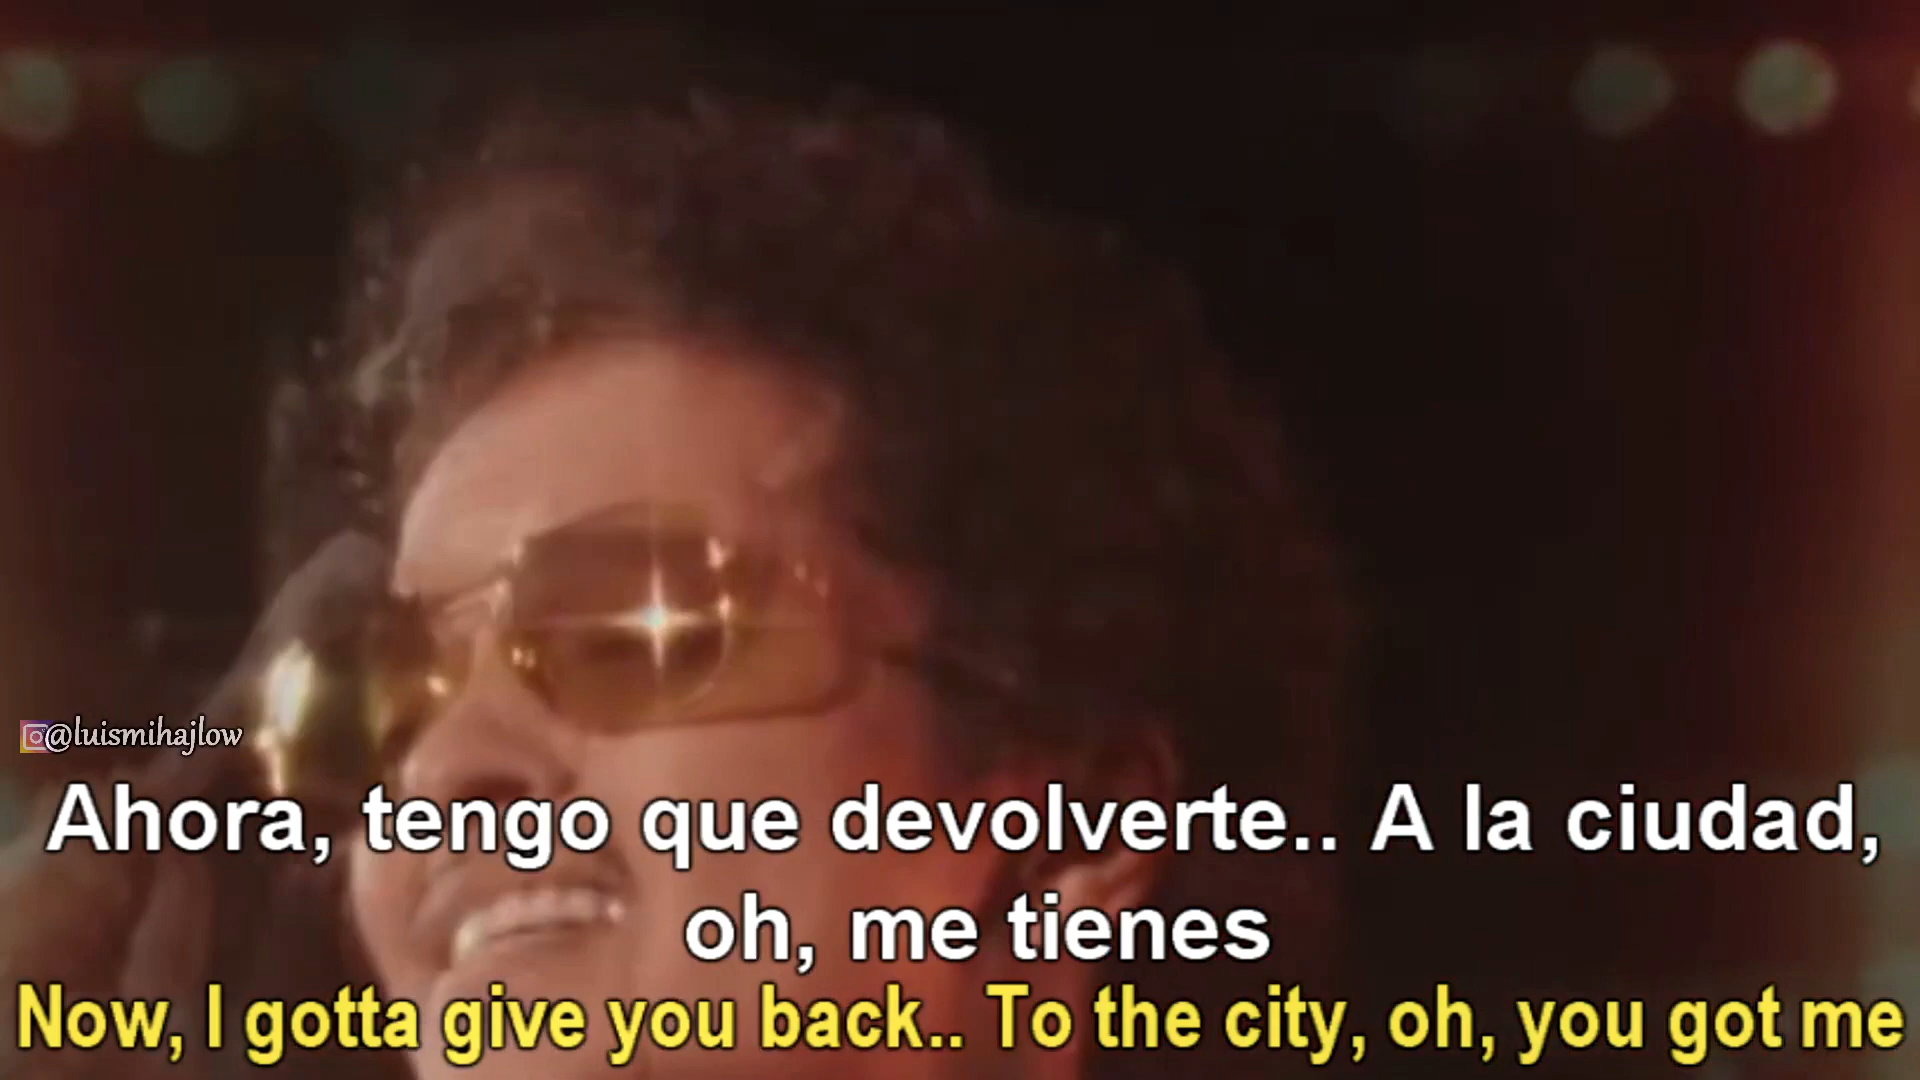 @luismihajlow
Ahora, tengo que devolverte.. A la ciudad,
oh, me tienes
Now, I gotta give you back.. To the city, oh, you got me